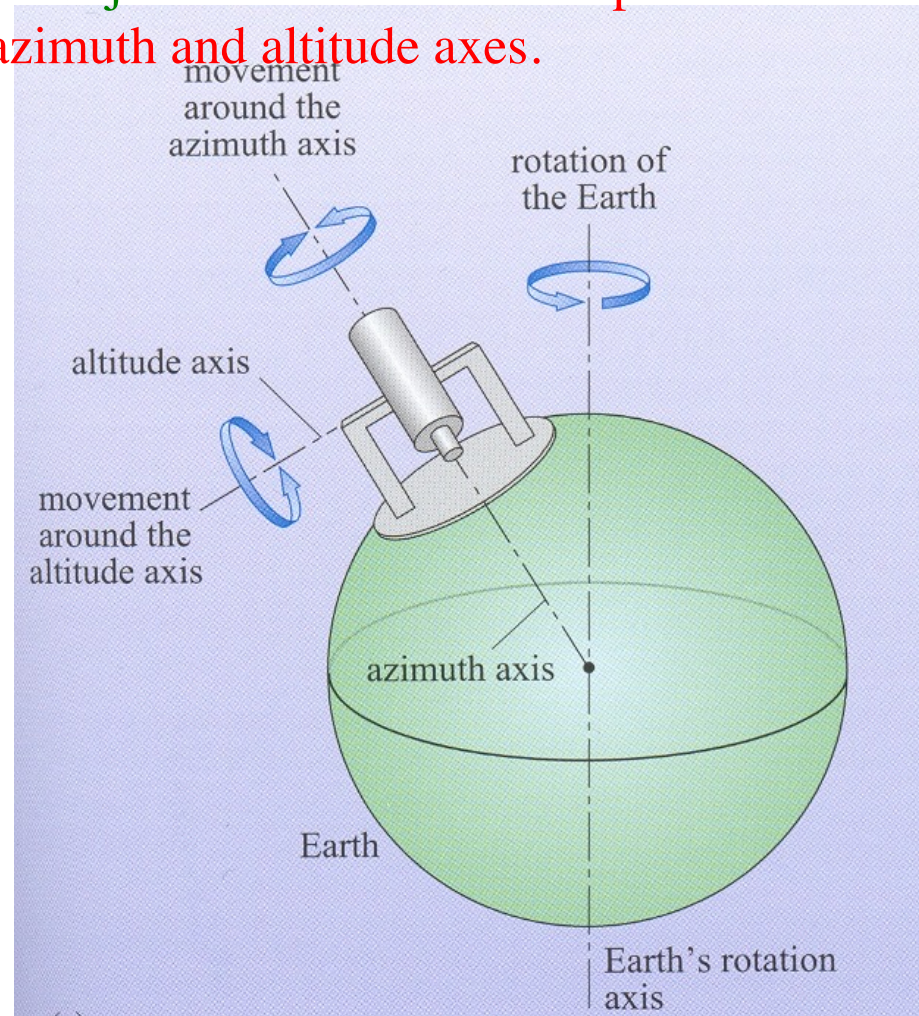 azimuth and altitude axes.
movement
around the
azimuth axis
rotation of
the Earth
altitude axis
movement
around the
altitude axis
azimuth axis
Earth
Earth’s rotation
axis